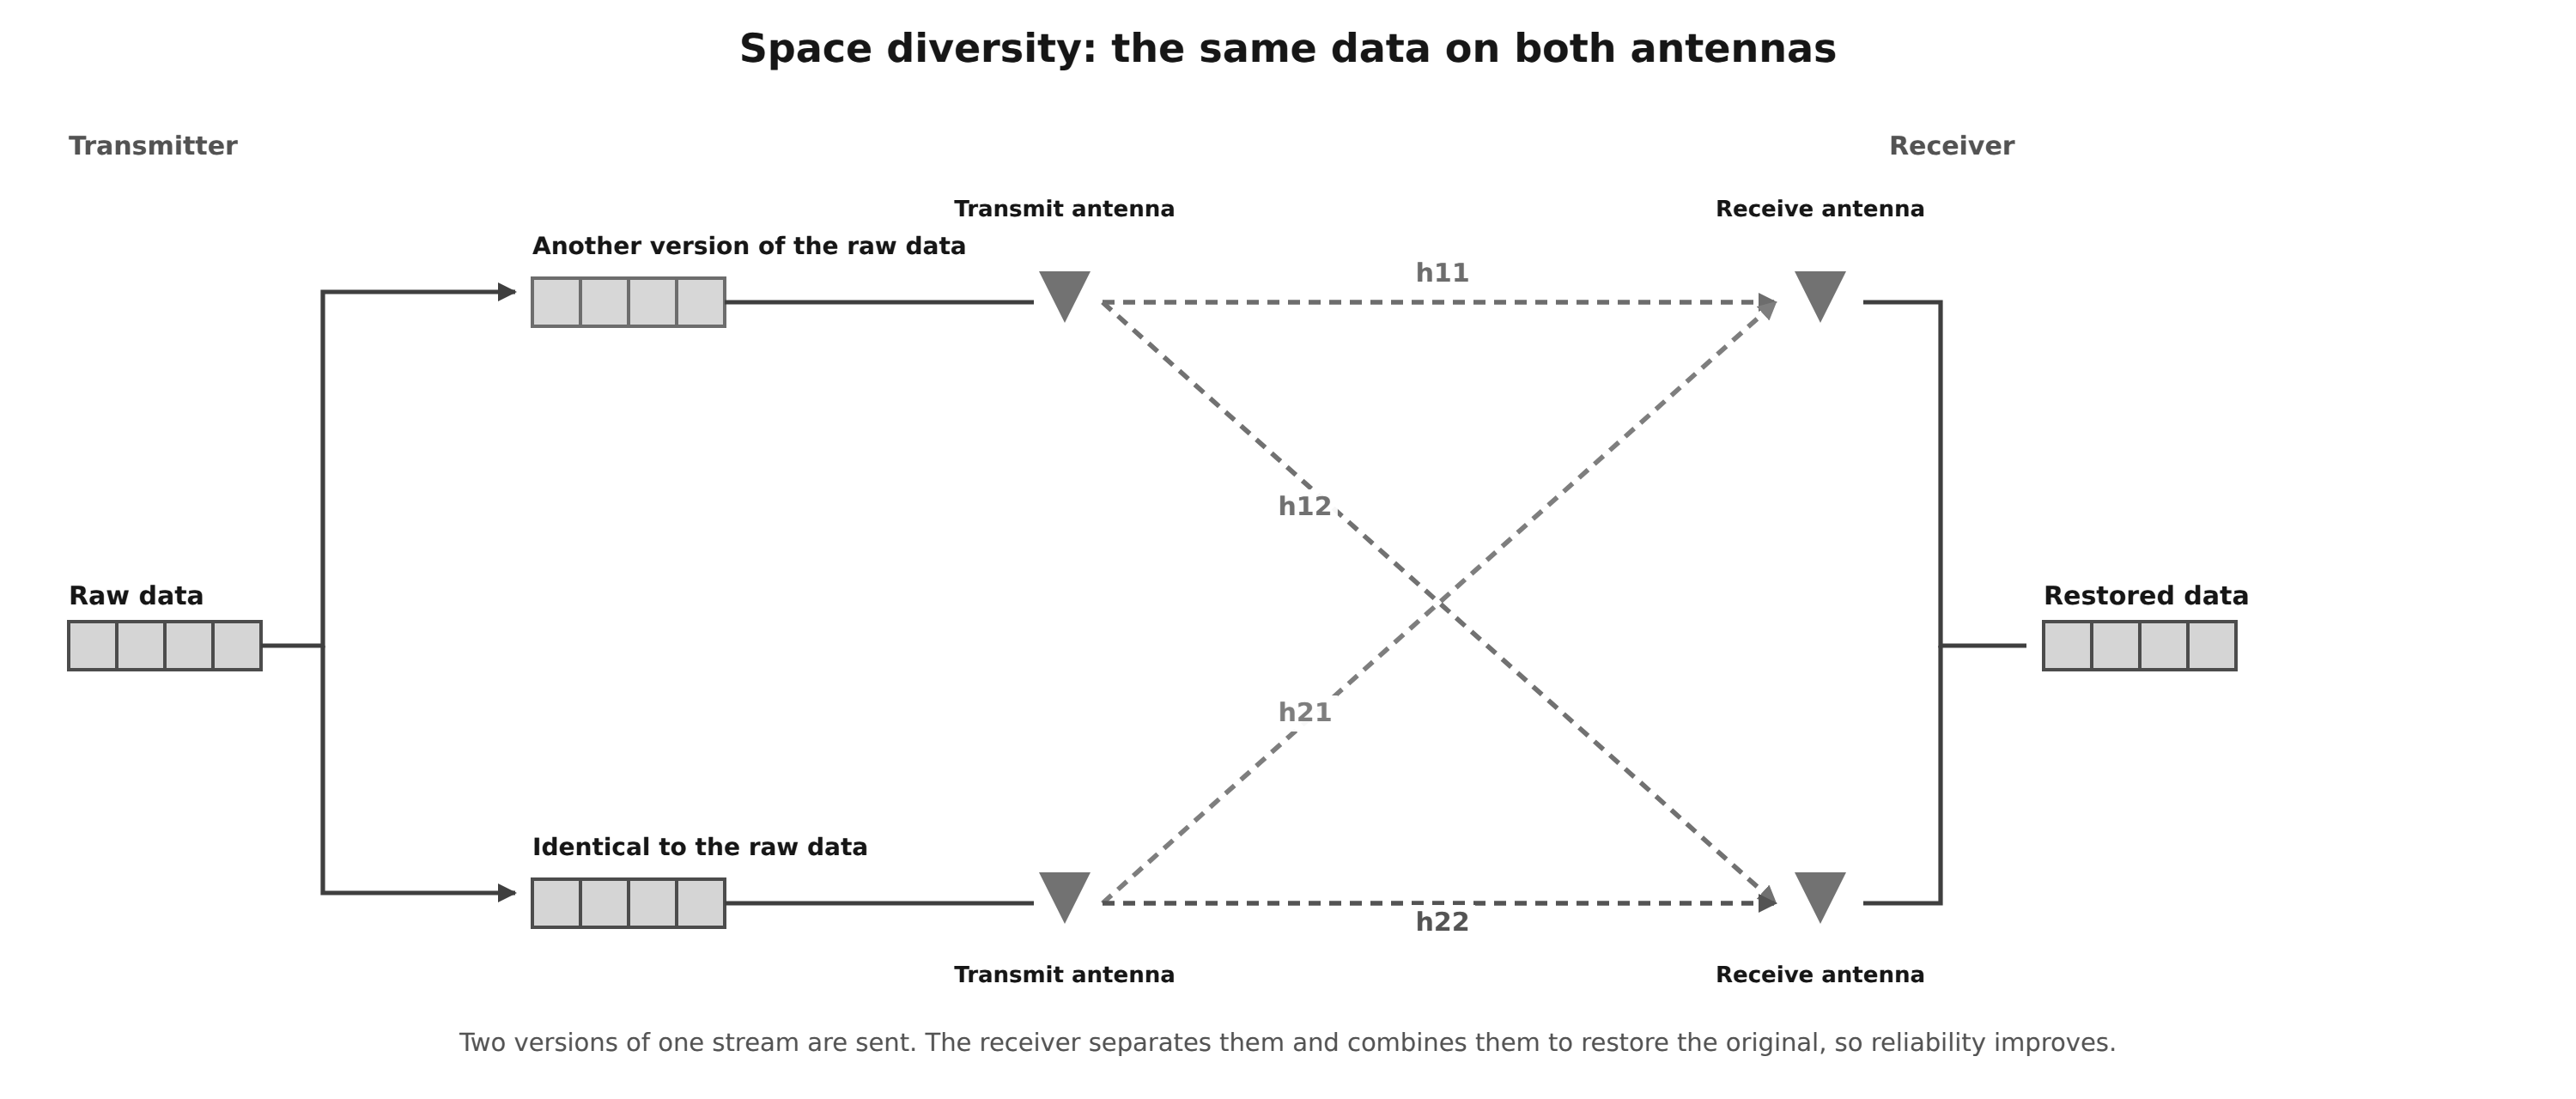 Space diversity: the same data on both antennas
Transmitter
Receiver
Transmit antenna
Receive antenna
Another version of the raw data
h11
h12
Raw data
Restored data
h21
Identical to the raw data
h22
Transmit antenna
Receive antenna
Two versions of one stream are sent. The receiver separates them and combines them to restore the original, so reliability improves.